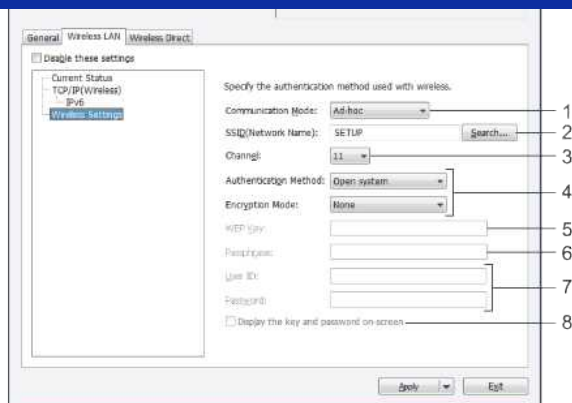 General Wireless LAN Wireless Direct
Disable these settings
Current Status
TCP/IP(Wireless)
IPv6
Wireless Settings
Specify the authentication method used with wireless.
Communication Mode: Ad-hoc 1
SSID(Network Name): SETUP Search... 2
Channel: 11 3
Authentication Method: Open system
4
Encryption Mode: None
WEP Key: 5
Passphrase: 6
User ID:
7
Password:
Display the key and password on-screen 8
Apply Exit